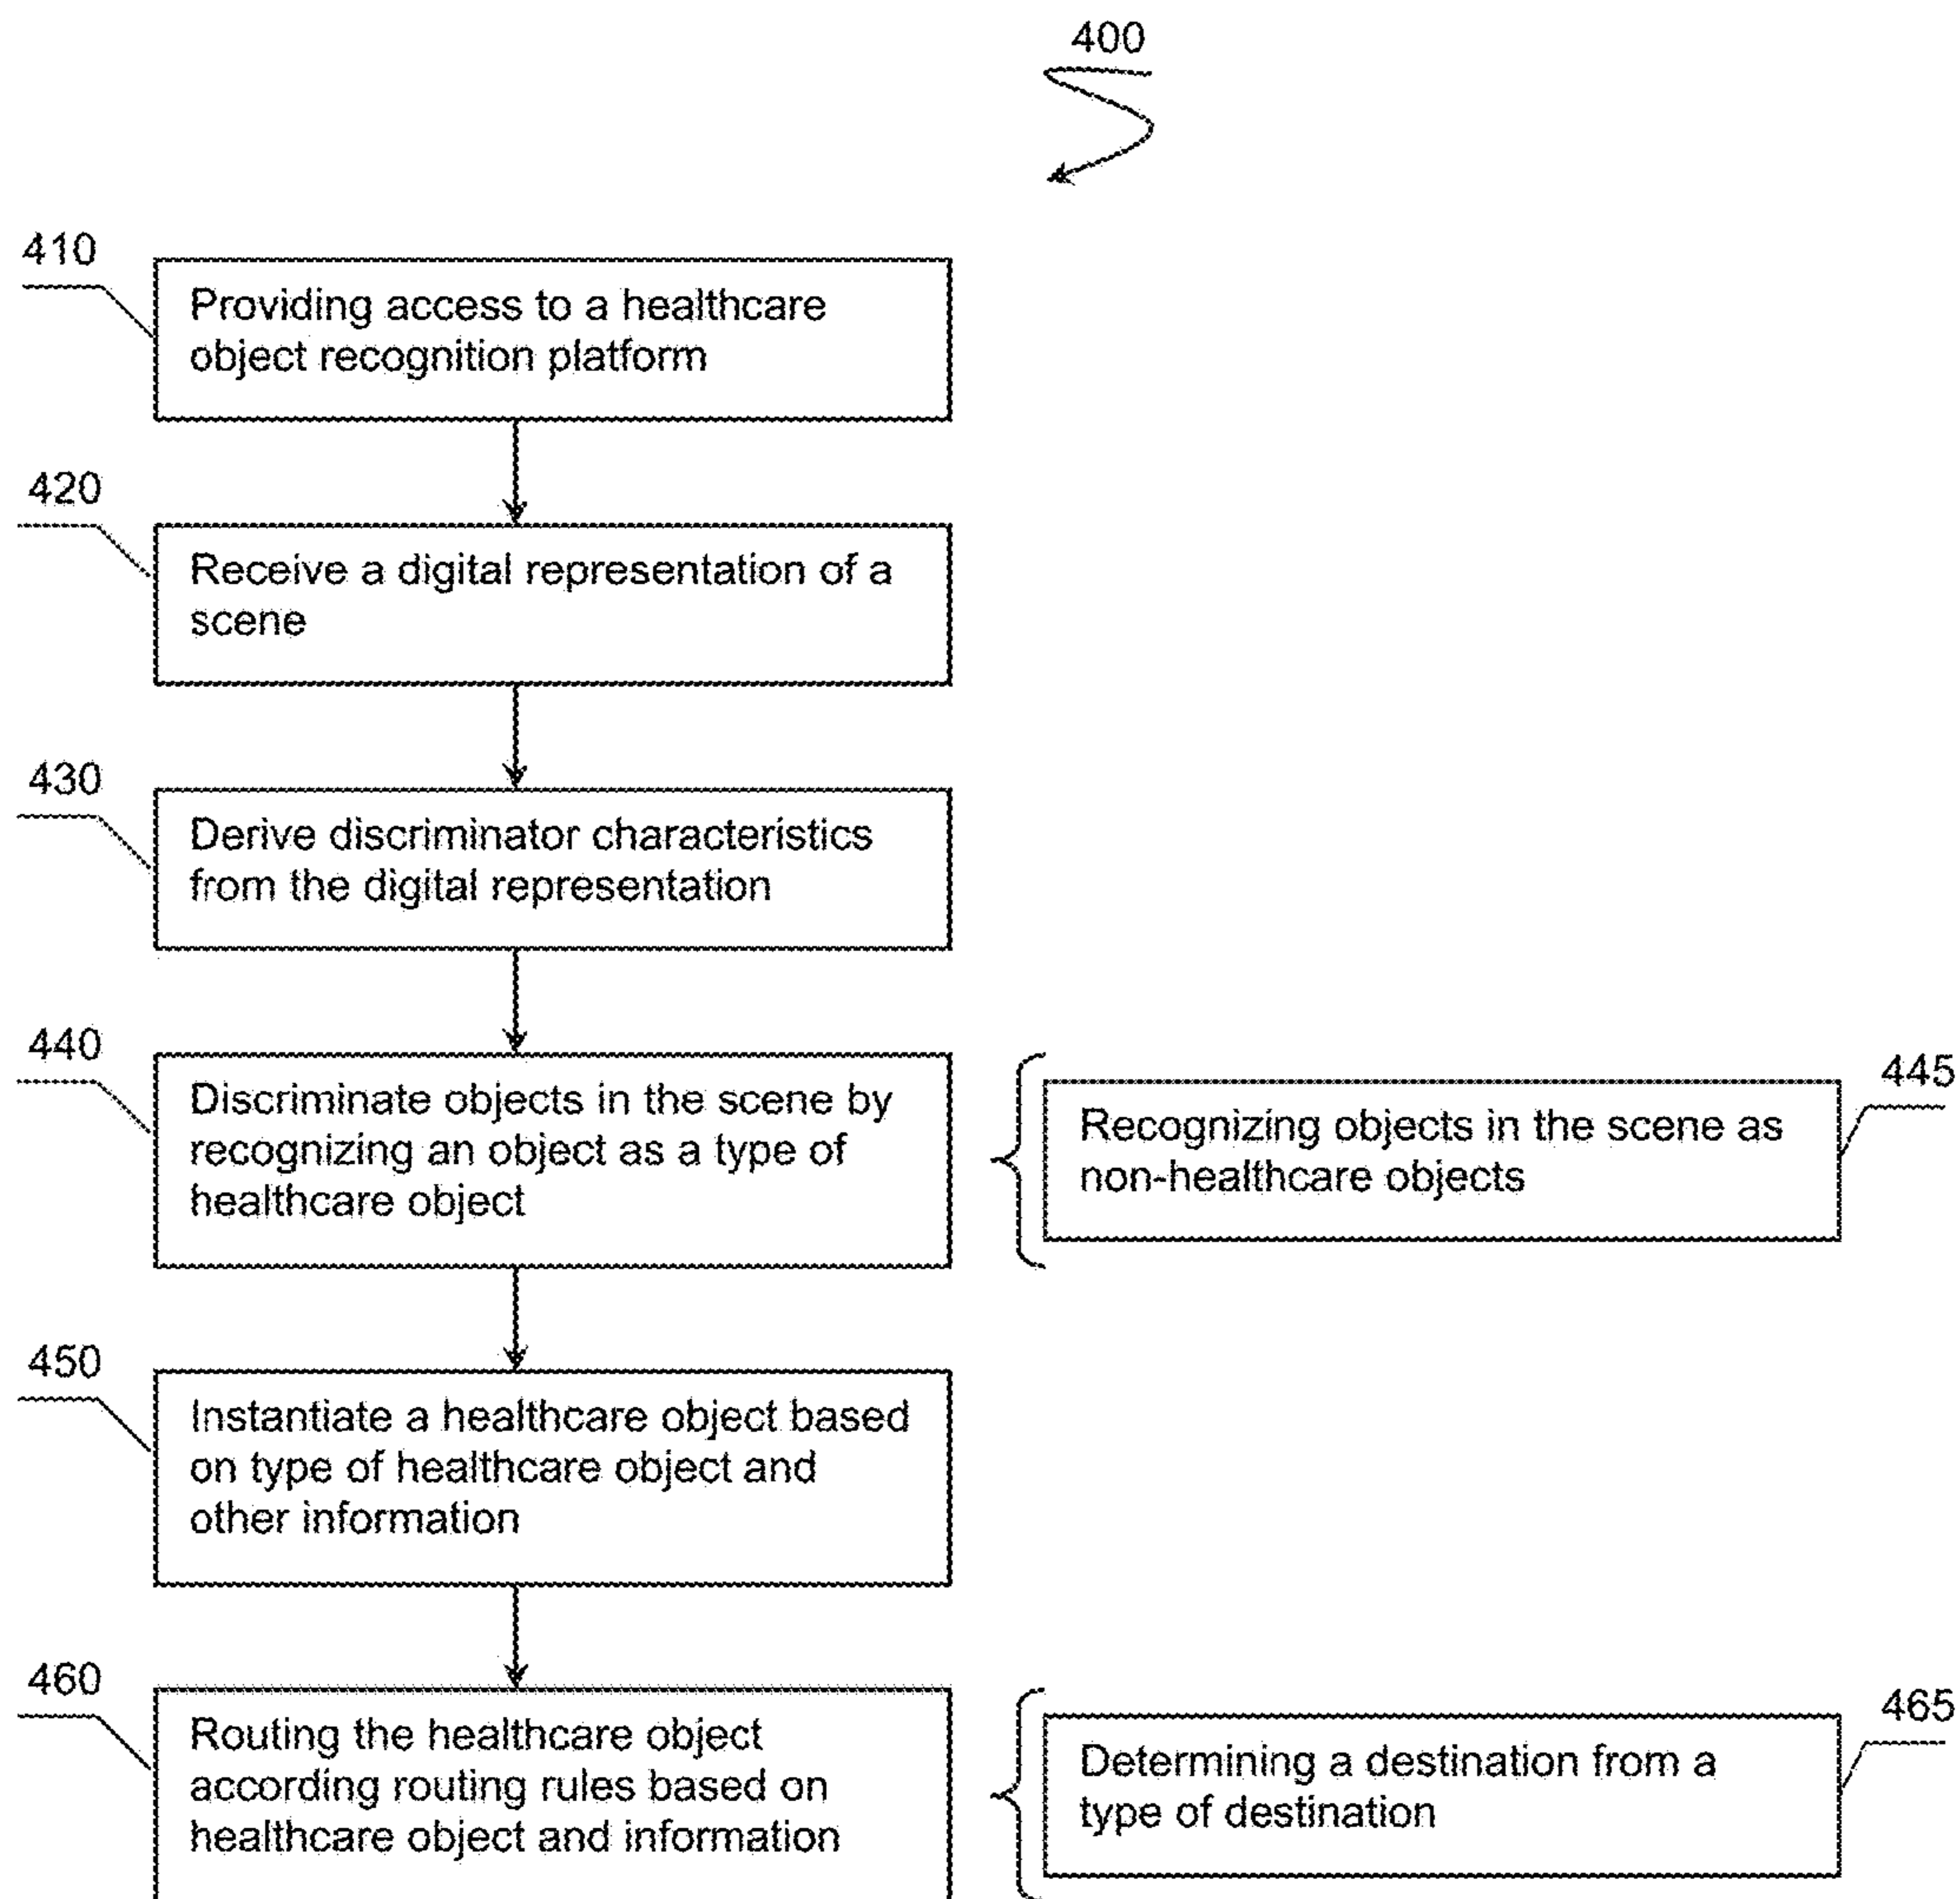 400
410
Providing access to a healthcare
object recognition platform
420
Receive a digital representation of a
scene
430
Derive discriminator characteristics
from the digital representation
440
Discriminate objects in the scene by
recognizing an object as a type of
healthcare object
445
Recognizing objects in the scene as
non-healthcare objects
450
Instantiate a healthcare object based
on type of healthcare object and
other information
460
Routing the healthcare object
according routing rules based on
healthcare object and information
465
Determining a destination from a
type of destination